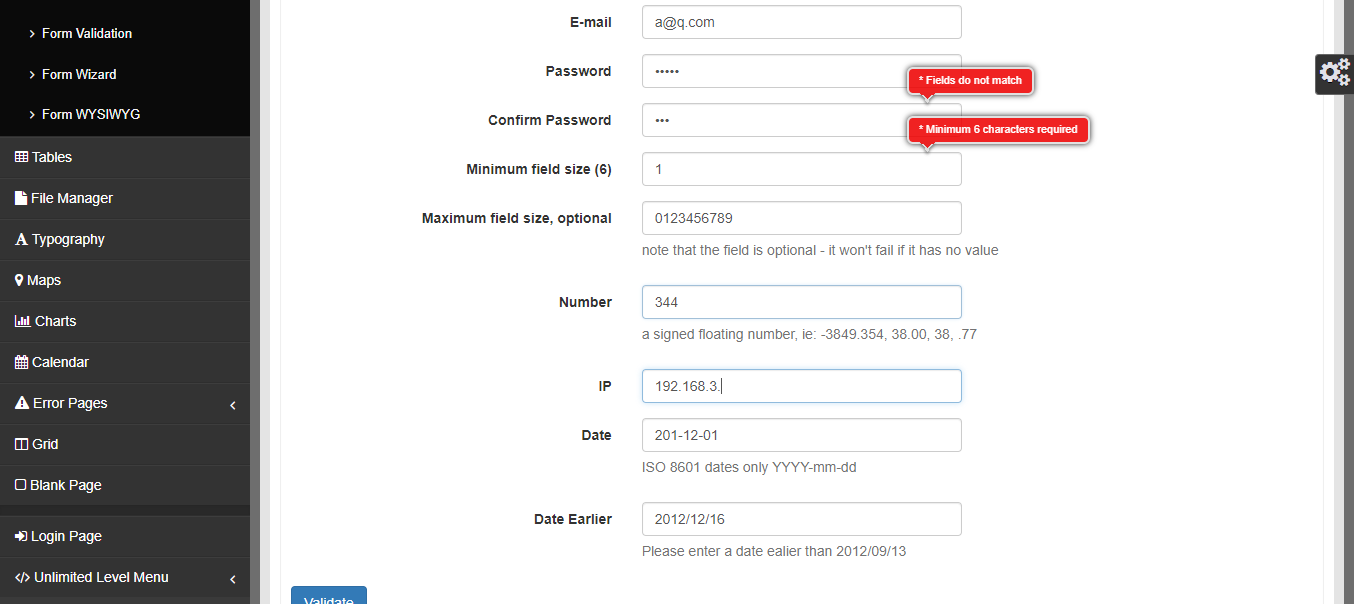 Form Validation
Form Wizard
Form WYSIWYG
Tables
File Manager
Typography
Maps
Charts
Calendar
Error Pages
Grid
Blank Page
Login Page
Unlimited Level Menu
E-mail
a@q.com
Password
•••••
* Fields do not match
Confirm Password
•••
* Minimum 6 characters required
Minimum field size (6)
1
Maximum field size, optional
0123456789
note that the field is optional - it won't fail if it has no value
Number
344
a signed floating number, ie: -3849.354, 38.00, 38, .77
IP
192.168.3.
Date
201-12-01
ISO 8601 dates only YYYY-mm-dd
Date Earlier
2012/12/16
Please enter a date ealier than 2012/09/13
Validate